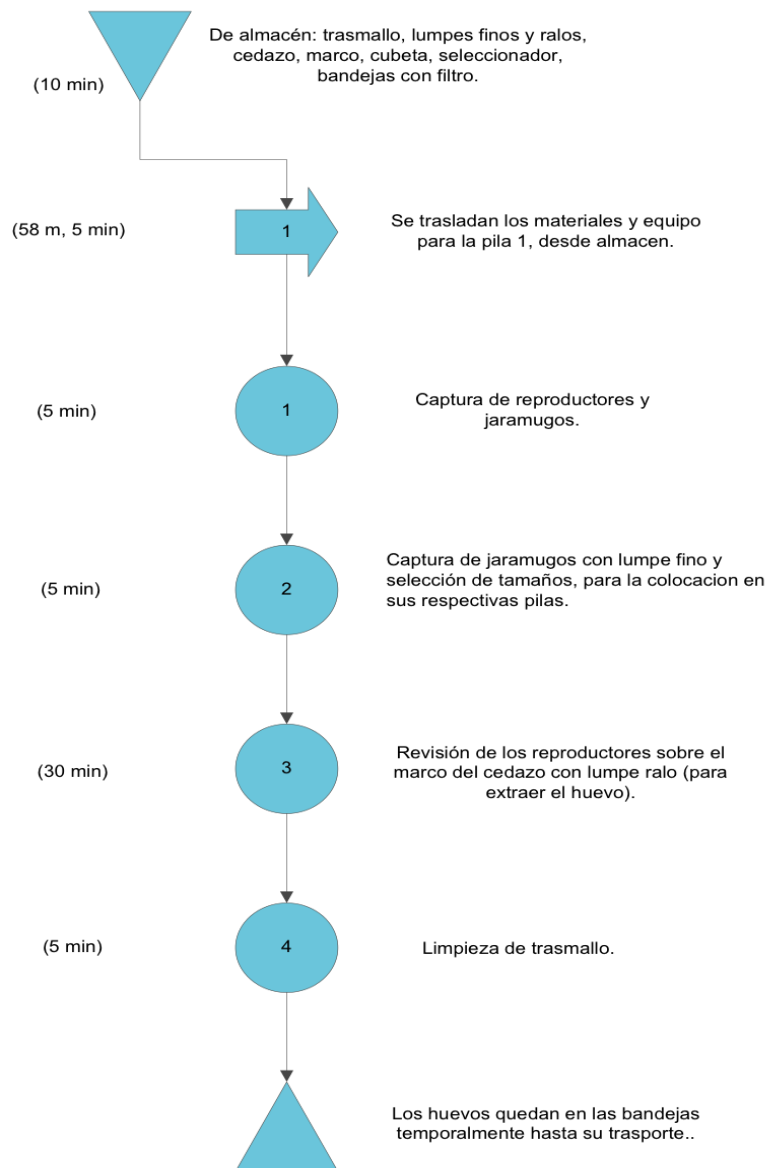 De almacén: trasmallo, lumpes finos y ralos,
cedazo, marco, cubeta, seleccionador,
bandejas con filtro.
(10 min)
(58 m, 5 min)
1
Se trasladan los materiales y equipo
para la pila 1, desde almacen.
(5 min)
1
Captura de reproductores y
jaramugos.
(5 min)
2
Captura de jaramugos con lumpe fino y
selección de tamaños, para la colocacion en
sus respectivas pilas.
(30 min)
3
Revisión de los reproductores sobre el
marco del cedazo con lumpe ralo (para
extraer el huevo).
(5 min)
4
Limpieza de trasmallo.
Los huevos quedan en las bandejas
temporalmente hasta su trasporte..